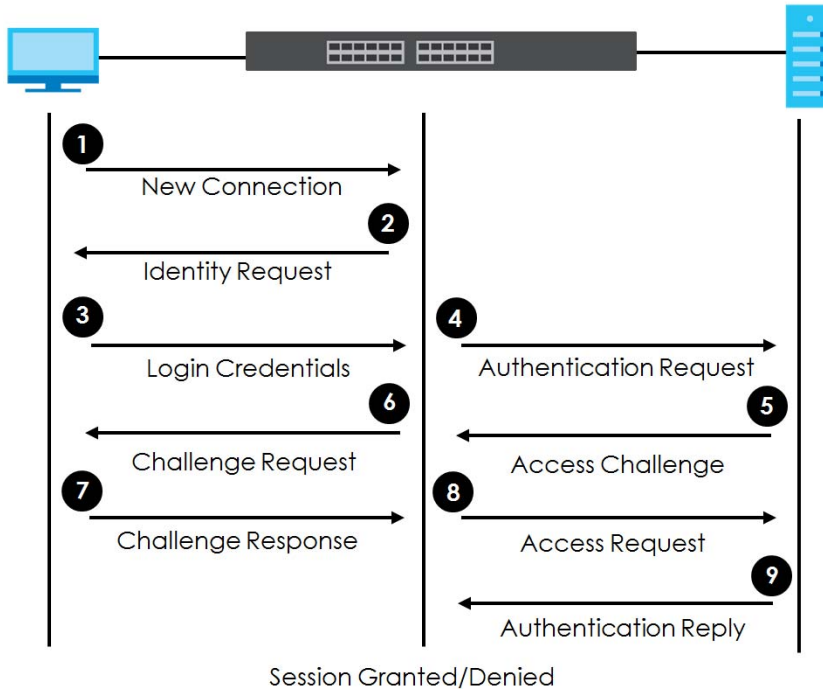 1
New Connection
2
Identity Request
3
Login Credentials
4
Authentication Request
5
Access Challenge
6
Challenge Request
7
Challenge Response
8
Access Request
9
Authentication Reply
Session Granted/Denied